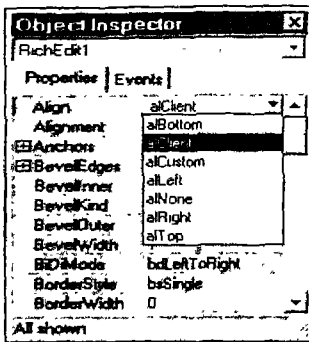 Object Inspector
RichEdit1
Properties Events
Align alClient
Alignment alBottom
Anchors alClient
BevelEdges alCustom
BevelInner alLeft
BevelKind alNone
BevelOuter alRight
BevelWidth alTop
BiDiMode bdLeftToRight
BorderStyle bsSingle
BorderWidth 0
All shown